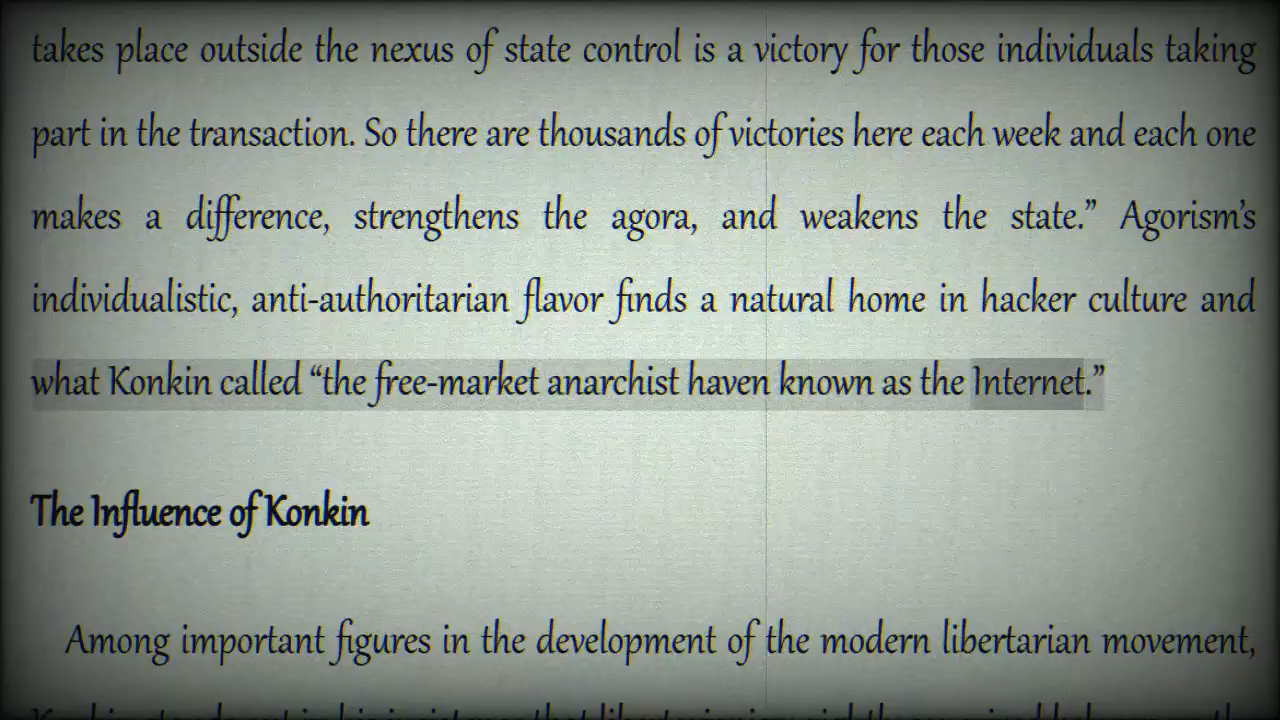 takes place outside the nexus of state control is a victory for those individuals taking
part in the transaction. So there are thousands of victories here each week and each one
makes a difference, strengthens the agora, and weakens the state.” Agorism’s
individualistic, anti-authoritarian flavor finds a natural home in hacker culture and
what Konkin called “the free-market anarchist haven known as the Internet.”
The Influence of Konkin
Among important figures in the development of the modern libertarian movement,